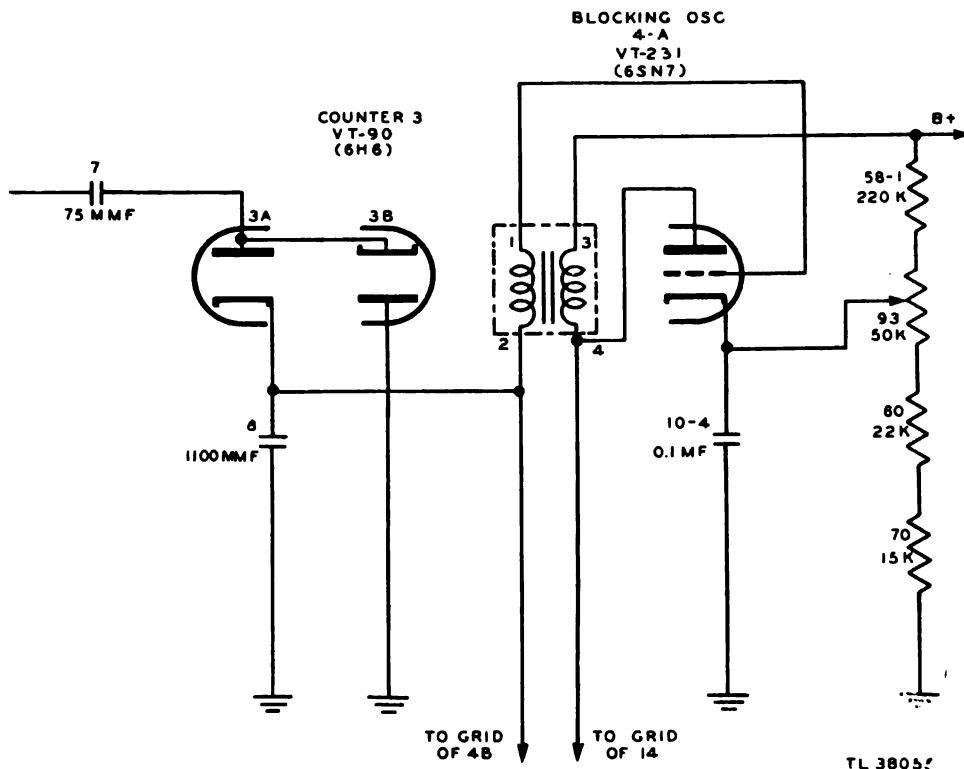 BLOCKING OSC
4-A
VT-231
(6SN7)
COUNTER 3
VT-90
(6H6)
B+
7
75 MMF
3A
3B
1
3
2
4
58-1
220 K
93
50K
8
1100MMF
10-4
0.1 MF
60
22K
70
15K
TO GRID
OF 4B
TO GRID
OF 14